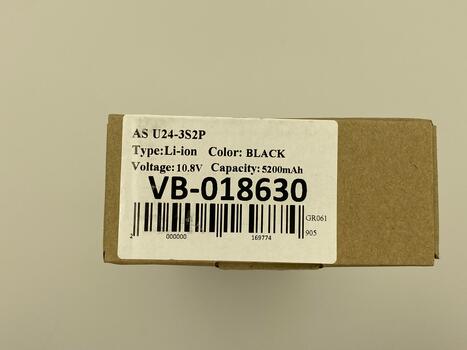 AS U24-3S2P
Type:Li-ion Color: BLACK
Voltage: 10.8V Capacity: 5200mAh
VB-018630
GR061
905
2 000000 169774